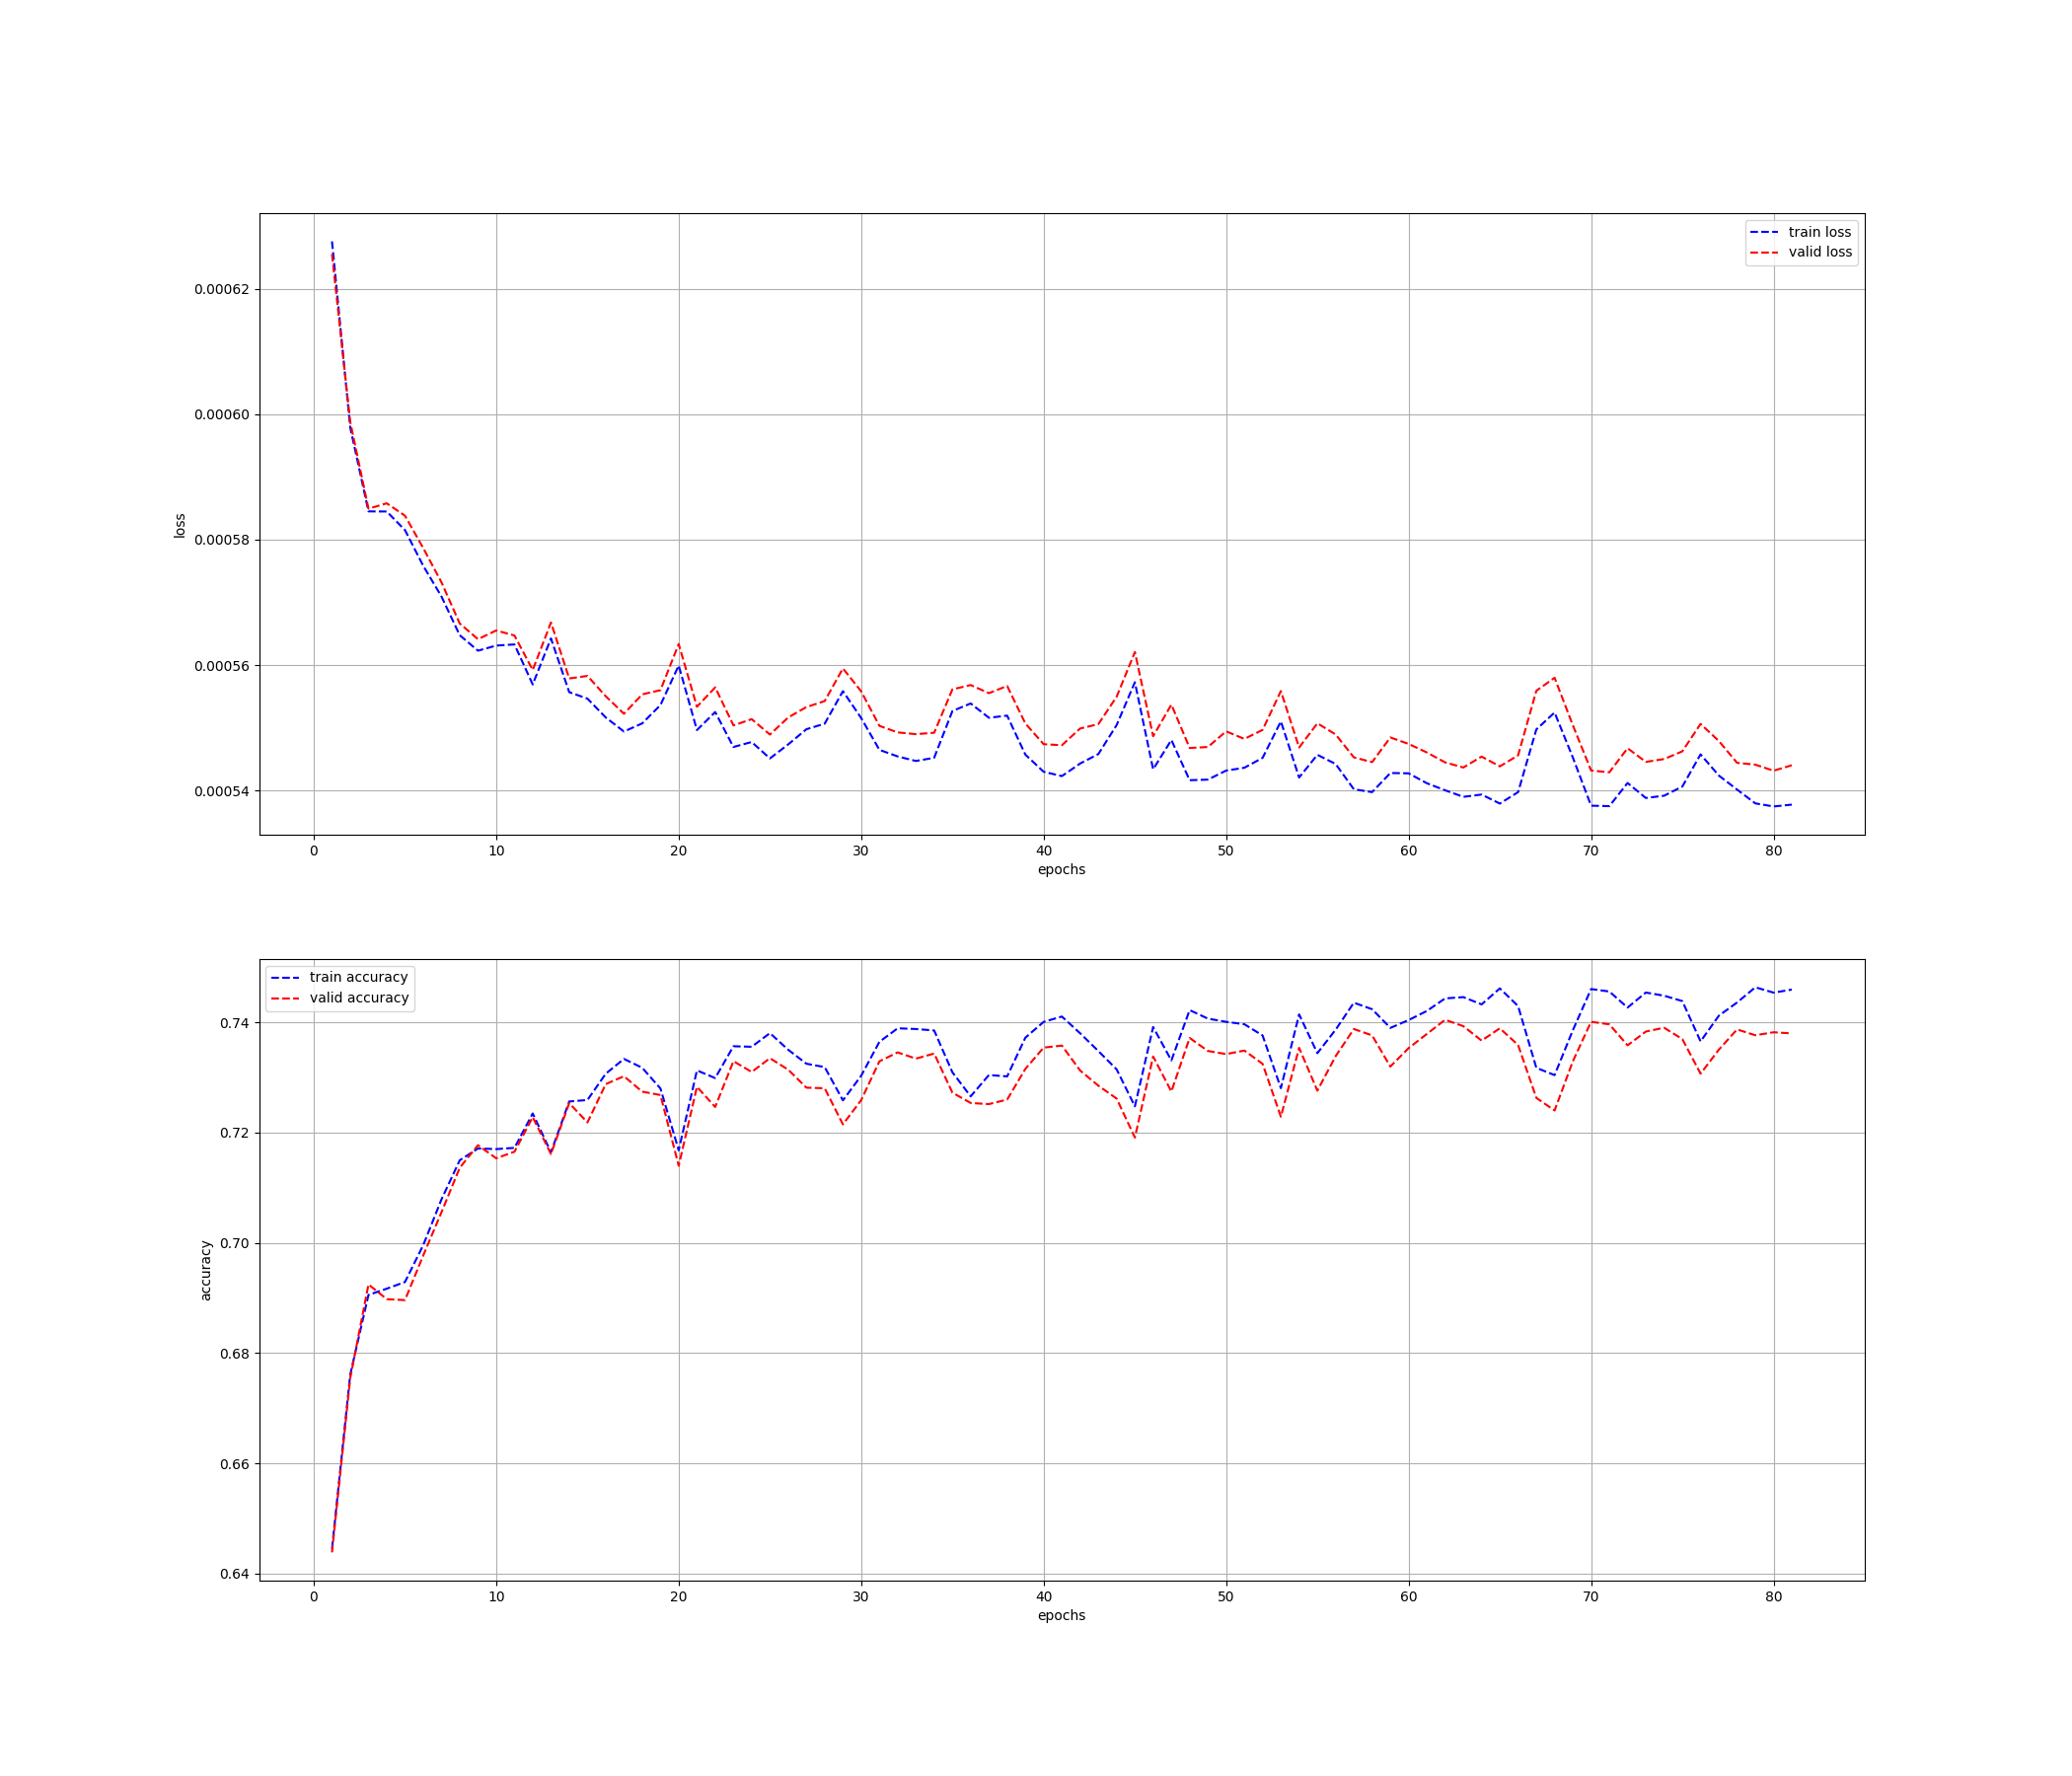 train loss
valid loss
0.00062
0.00060
0.00058
0.00056
0.00054
loss
0 10 20 30 40 50 60 70 80
epochs
train accuracy
valid accuracy
0.74
0.72
0.70
0.68
0.66
0.64
accuracy
0 10 20 30 40 50 60 70 80
epochs